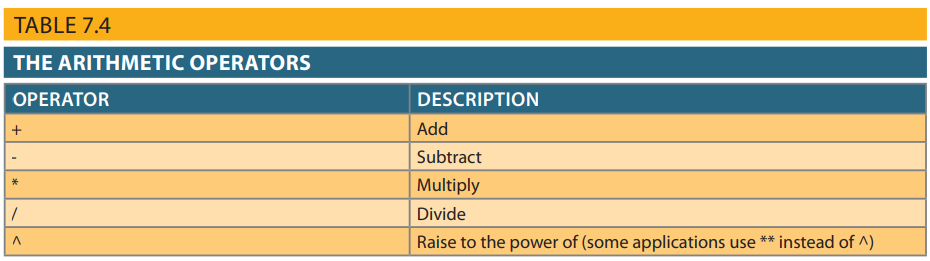 TABLE 7.4
THE ARITHMETIC OPERATORS
OPERATOR DESCRIPTION
+ Add
- Subtract
* Multiply
/ Divide
^ Raise to the power of (some applications use ** instead of ^)